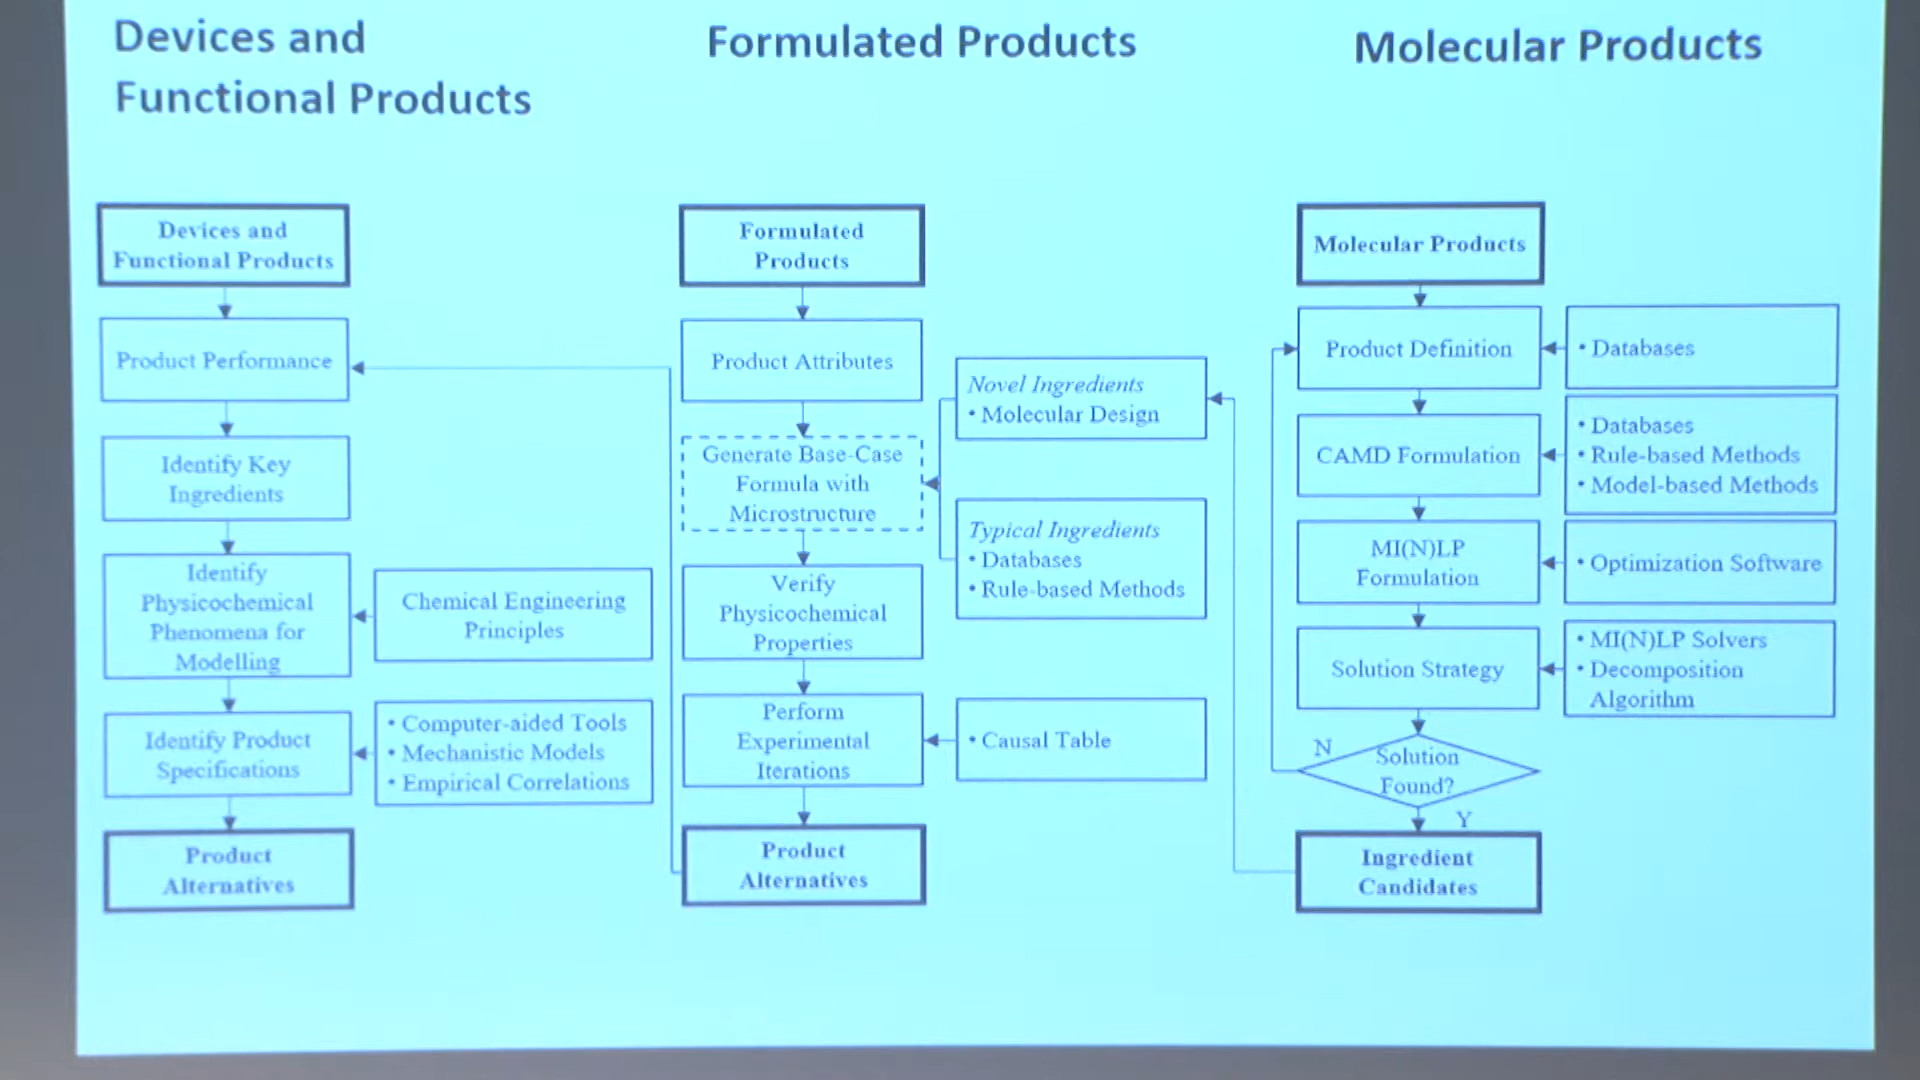 Devices and
Functional Products
Formulated Products
Molecular Products
Devices and
Functional Products
Product Performance
Identify Key
Ingredients
Identify
Physicochemical
Phenomena for
Modelling
Chemical Engineering
Principles
Identify Product
Specifications
• Computer-aided Tools
• Mechanistic Models
• Empirical Correlations
Product
Alternatives
Formulated
Products
Product Attributes
Generate Base-Case
Formula with
Microstructure
Novel Ingredients
• Molecular Design
Typical Ingredients
• Databases
• Rule-based Methods
Verify
Physicochemical
Properties
Perform
Experimental
Iterations
• Causal Table
Product
Alternatives
Molecular Products
Product Definition
• Databases
CAMD Formulation
• Databases
• Rule-based Methods
• Model-based Methods
MI(N)LP
Formulation
• Optimization Software
Solution Strategy
• MI(N)LP Solvers
• Decomposition
Algorithm
N
Solution
Found?
Y
Ingredient
Candidates